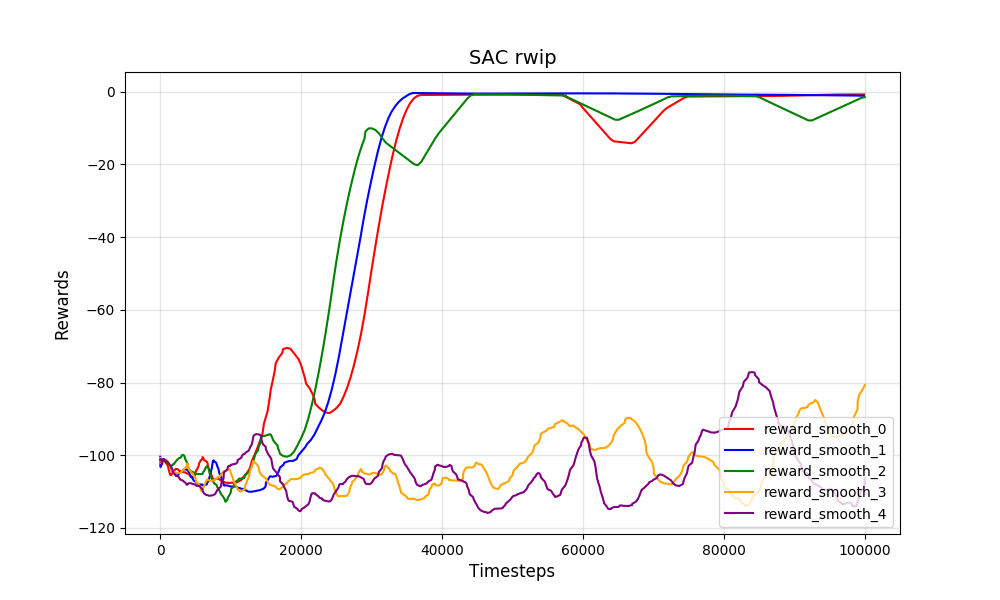 SAC rwip
Rewards
0
−20
−40
−60
−80
−100
−120
reward_smooth_0
reward_smooth_1
reward_smooth_2
reward_smooth_3
reward_smooth_4
0 20000 40000 60000 80000 100000
Timesteps